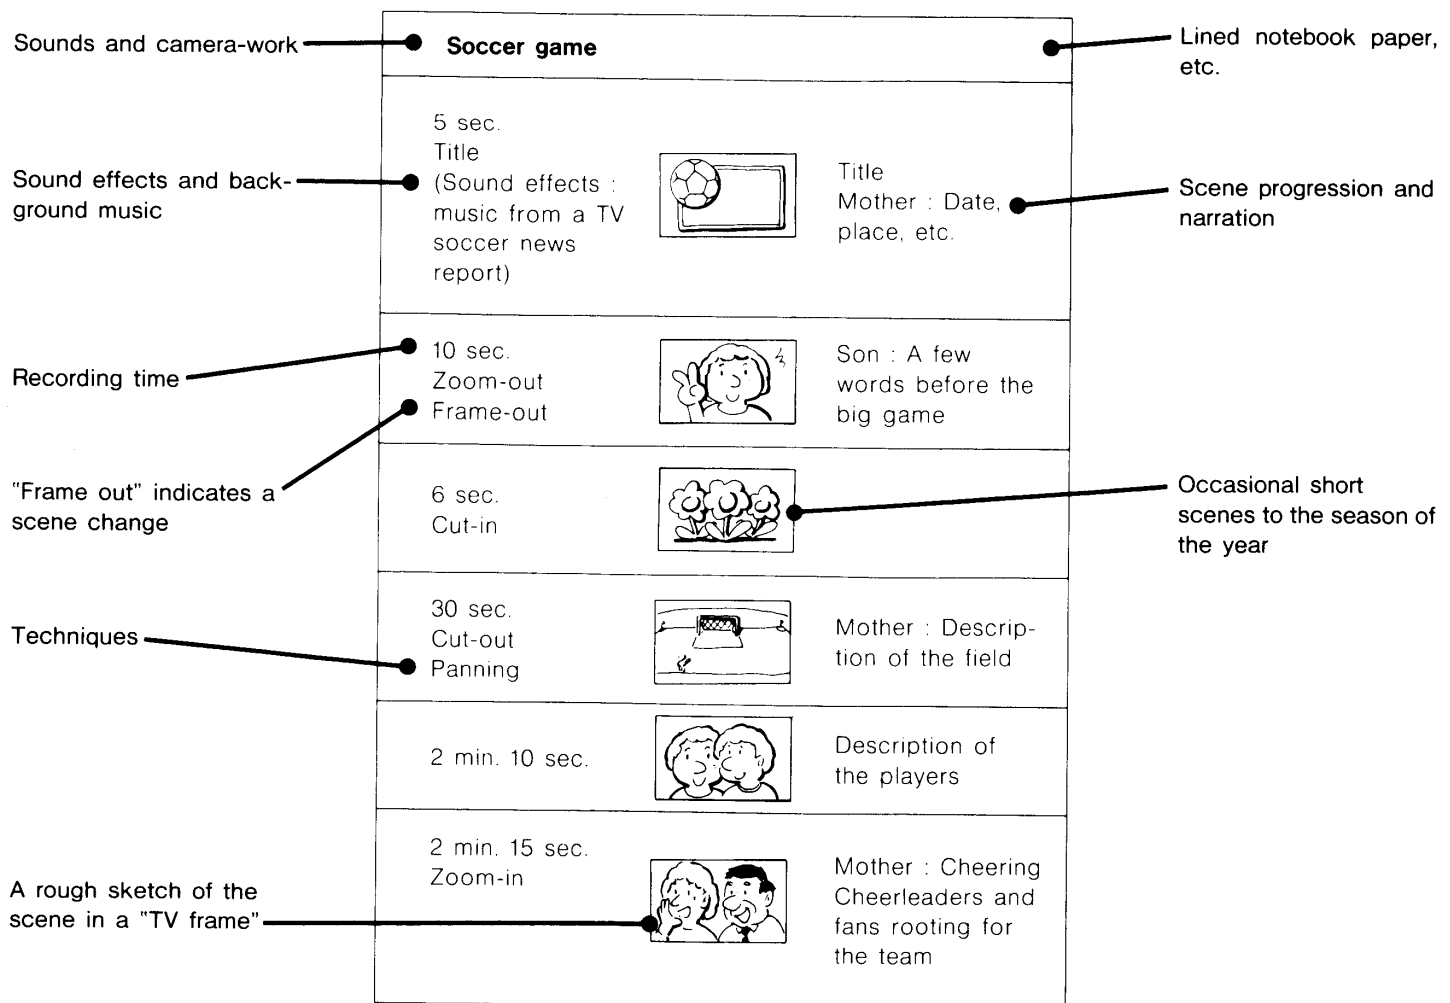 Sounds and camera-work
Soccer game
Lined notebook paper,
etc.
Sound effects and back-
ground music
5 sec.
Title
(Sound effects :
music from a TV
soccer news
report)
Title
Mother : Date,
place, etc.
Scene progression and
narration
Recording time
10 sec.
Zoom-out
Frame-out
Son : A few
words before the
big game
"Frame out" indicates a
scene change
6 sec.
Cut-in
Occasional short
scenes to the season of
the year
Techniques
30 sec.
Cut-out
Panning
Mother : Descrip-
tion of the field
2 min. 10 sec.
Description of
the players
A rough sketch of the
scene in a "TV frame"
2 min. 15 sec.
Zoom-in
Mother : Cheering
Cheerleaders and
fans rooting for
the team